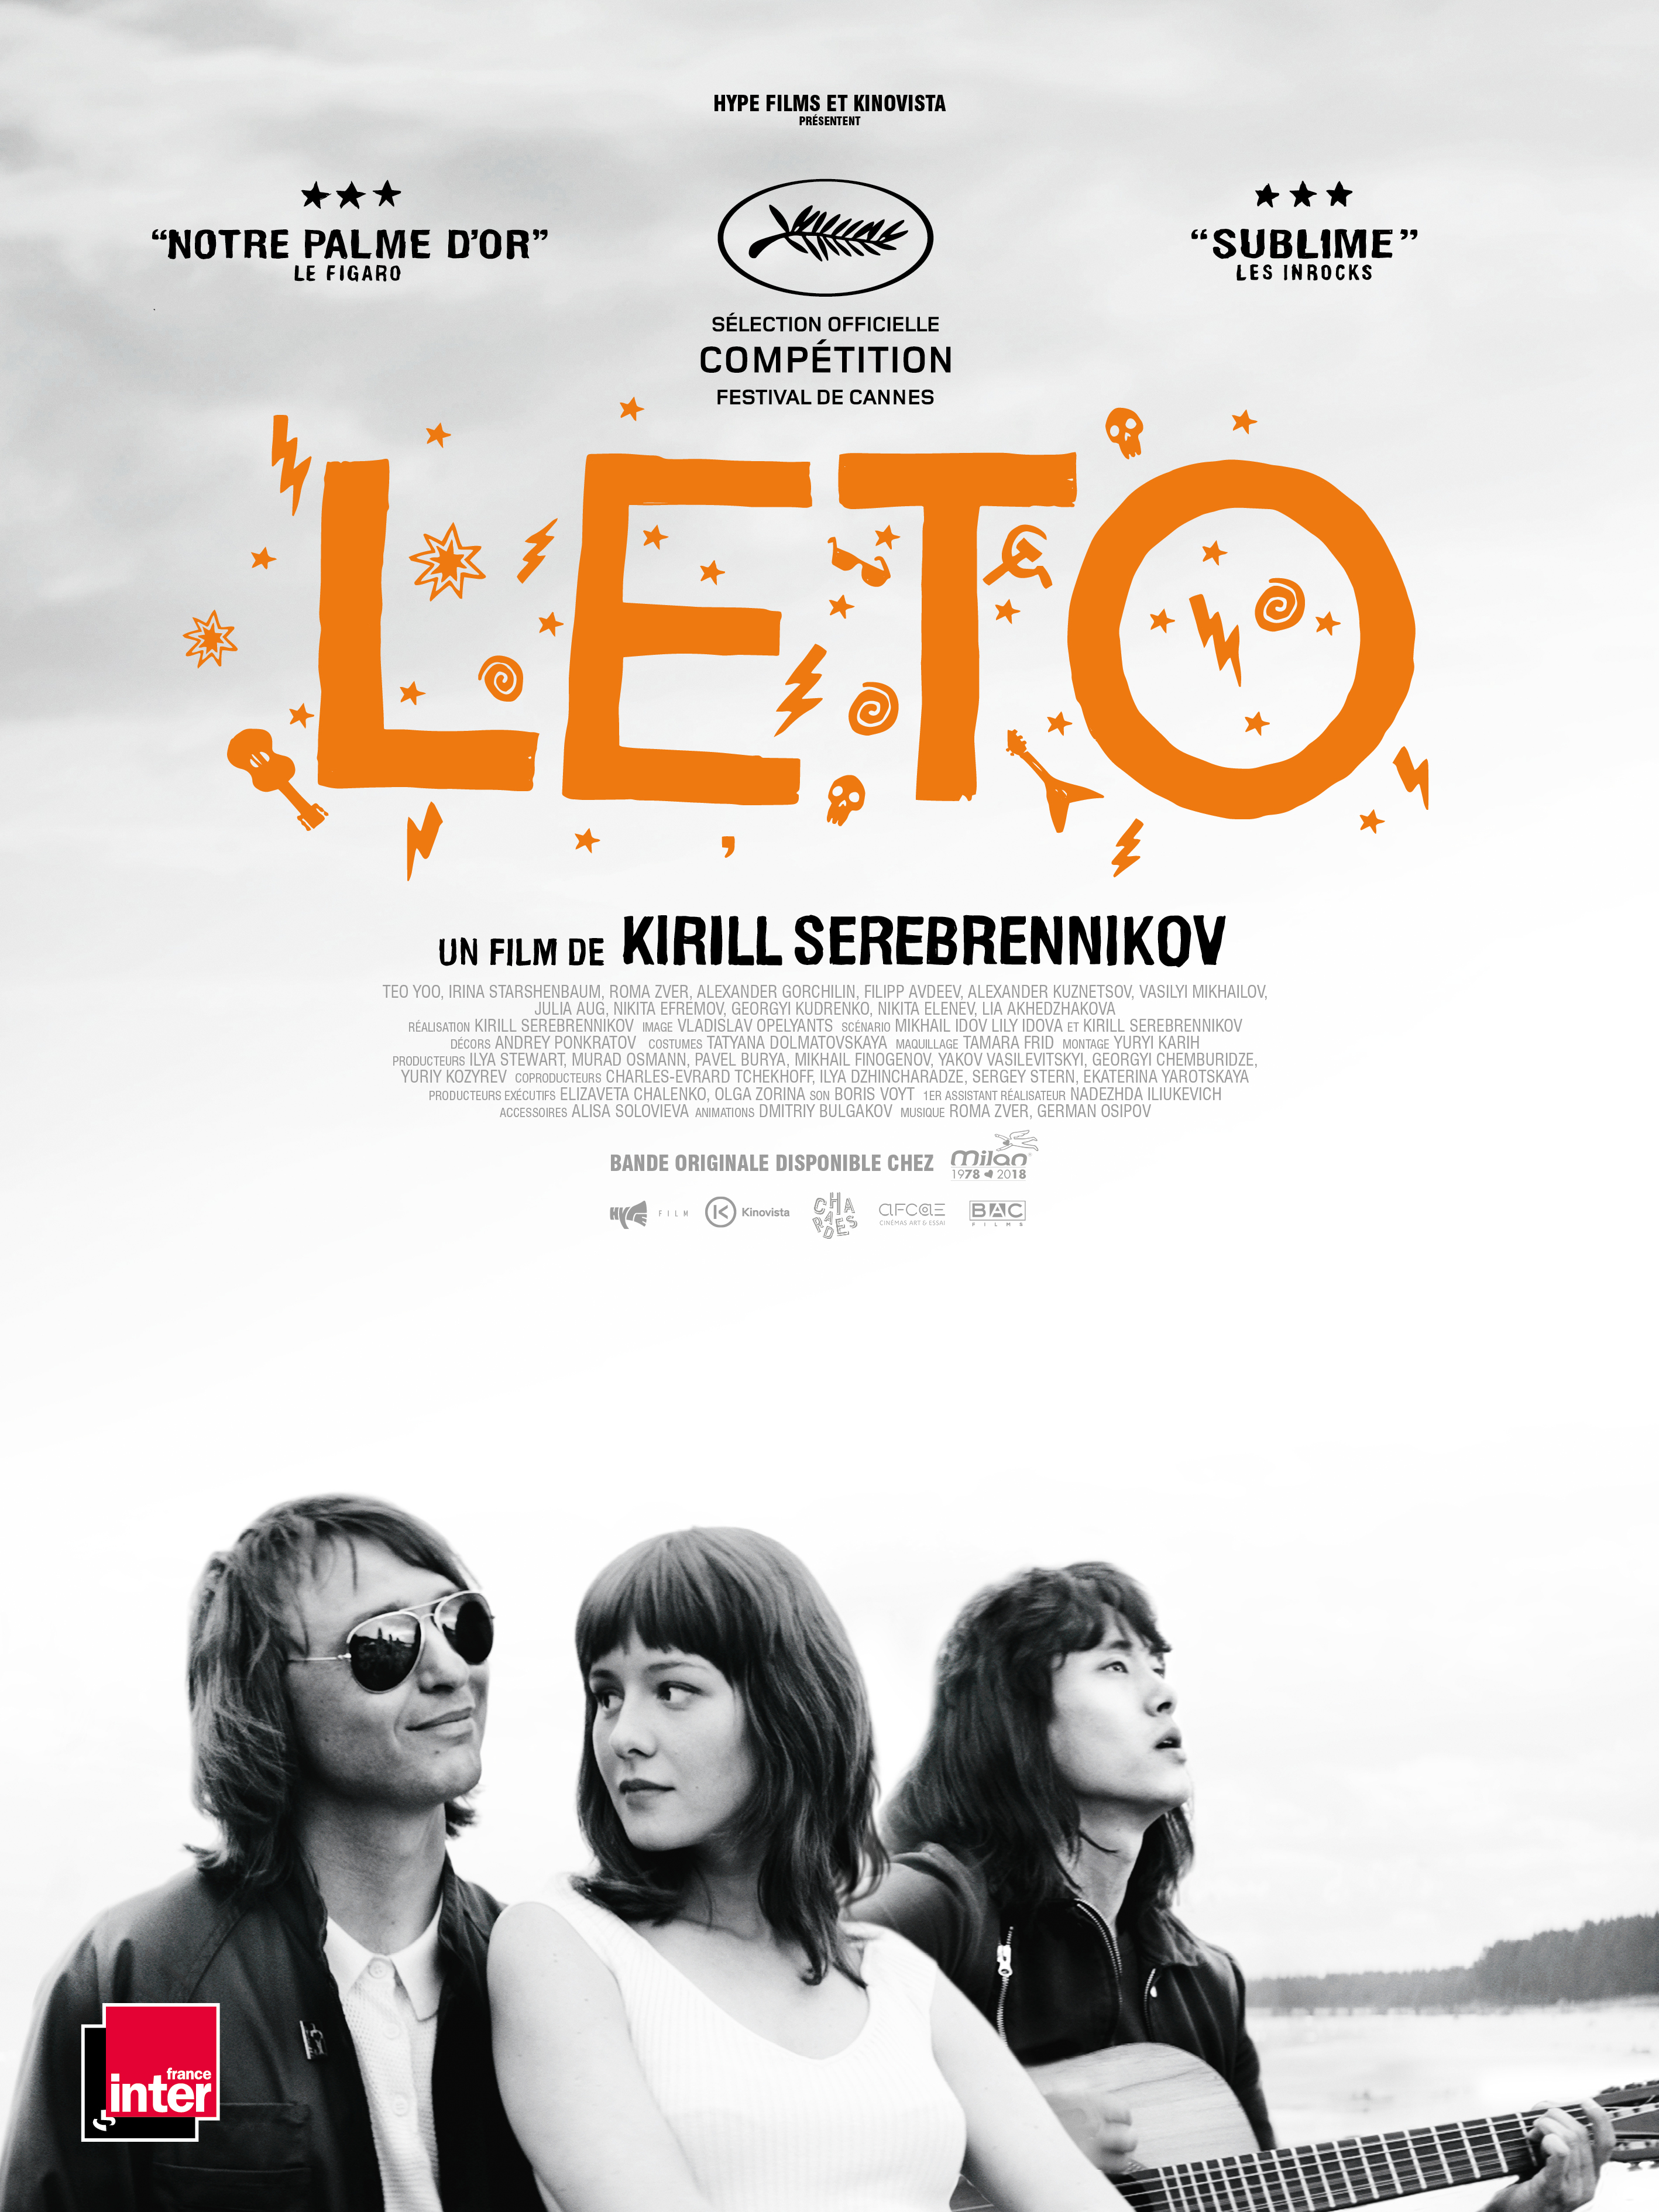 HYPE FILMS ET KINOVISTA
PRÉSENTENT
“NOTRE PALME D’OR”
LE FIGARO
SÉLECTION OFFICIELLE
COMPÉTITION
FESTIVAL DE CANNES
“SUBLIME”
LES INROCKS
LETO
UN FILM DE KIRILL SEREBRENNIKOV
TEO YOO, IRINA STARSHENBAUM, ROMA ZVER, ALEXANDER GORCHILIN, FILIPP AVDEEV, ALEXANDER KUZNETSOV, VASILYI MIKHAILOV,
JULIA AUG, NIKITA EFREMOV, GEORGYI KUDRENKO, NIKITA ELENEV, LIA AKHEDZHAKOVA
RÉALISATION KIRILL SEREBRENNIKOV IMAGE VLADISLAV OPELYANTS SCÉNARIO MIKHAIL IDOV LILY IDOVA ET KIRILL SEREBRENNIKOV
DÉCORS ANDREY PONKRATOV COSTUMES TATYANA DOLMATOVSKAYA MAQUILLAGE TAMARA FRID MONTAGE YURYI KARIH
PRODUCTEURS ILYA STEWART, MURAD OSMANN, PAVEL BURYA, MIKHAIL FINOGENOV, YAKOV VASILEVITSKYI, GEORGYI CHEMBURIDZE,
YURIY KOZYREV COPRODUCTEURS CHARLES-EVRARD TCHEKHOFF, ILYA DZHINCHARADZE, SERGEY STERN, EKATERINA YAROTSKAYA
PRODUCTEURS EXÉCUTIFS ELIZAVETA CHALENKO, OLGA ZORINA SON BORIS VOYT 1ER ASSISTANT RÉALISATEUR NADEZHDA ILIUKEVICH
ACCESSOIRES ALISA SOLOVIEVA ANIMATIONS DMITRIY BULGAKOV MUSIQUE ROMA ZVER, GERMAN OSIPOV
BANDE ORIGINALE DISPONIBLE CHEZ milan
1978 2018
HYPE FILM Kinovista CHARADES AFCAE BAC
CINÉMAS ART & ESSAI FILMS
france
inter